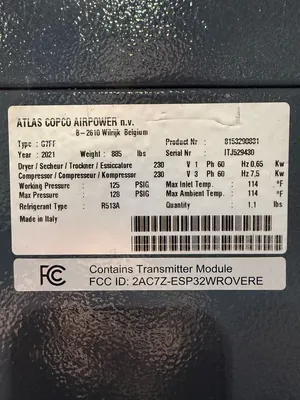 ATLAS COPCO AIRPOWER n.v.
B-2610 Wilrijk Belgium
Type : G7FF Product Nr : 8153290831
Year : 2021 Weight : 885 lbs Serial Nr : ITJ529430
Dryer / Secheur / Trockner / Essiccatore 230 V 1 Ph 60 Hz 0.65 Kw
Compressor / Compresseur / Kompressor 230 V 3 Ph 60 Hz 7,5 Kw
Working Pressure : 125 PSIG Max Inlet Temp. : 114 °F
Max Pressure : 128 PSIG Max Ambient Temp. : 114 °F
Refrigerant Type : R513A Quantity : 1,1 lbs
Made in Italy
FCC Contains Transmitter Module
FCC ID: 2AC7Z-ESP32WROVERE